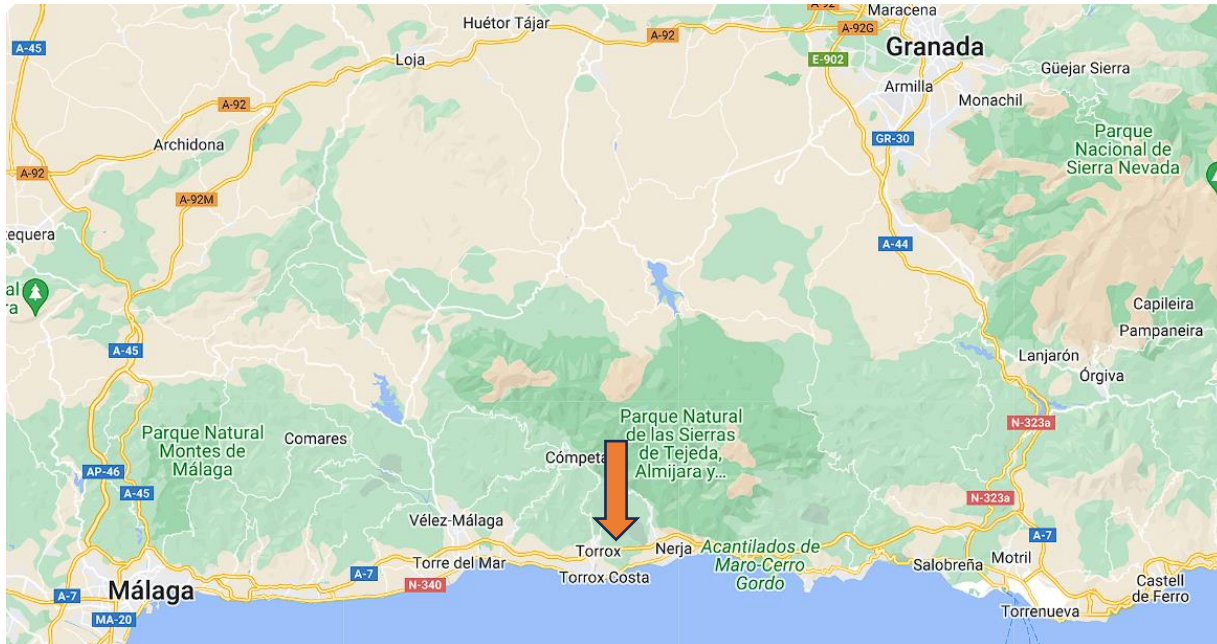 A-92
Maracena
A-92G
Huétor Tájar
A-92
Granada
A-45
Loja
E-902
Güejar Sierra
Armilla
Monachil
A-92
Archidona
GR-30
Parque
Nacional de
Sierra Nevada
A-92
A-92M
equera
A-44
al
ra
Capileira
Pampaneira
A-45
Lanjarón
Órgiva
Parque Natural
de las Sierras
de Tejeda,
Almijara y...
N-323a
Parque Natural
Montes de
Málaga
Comares
Cómpeta
AP-46
A-45
N-323a
Vélez-Málaga
A-7
Torrox
Nerja
Acantilados de
Maro-Cerro
Gordo
Torre del Mar
Motril
Salobreña
A-7
N-340
Torrox Costa
Castell
de Ferro
Málaga
A-7
MA-20
Torrenueva